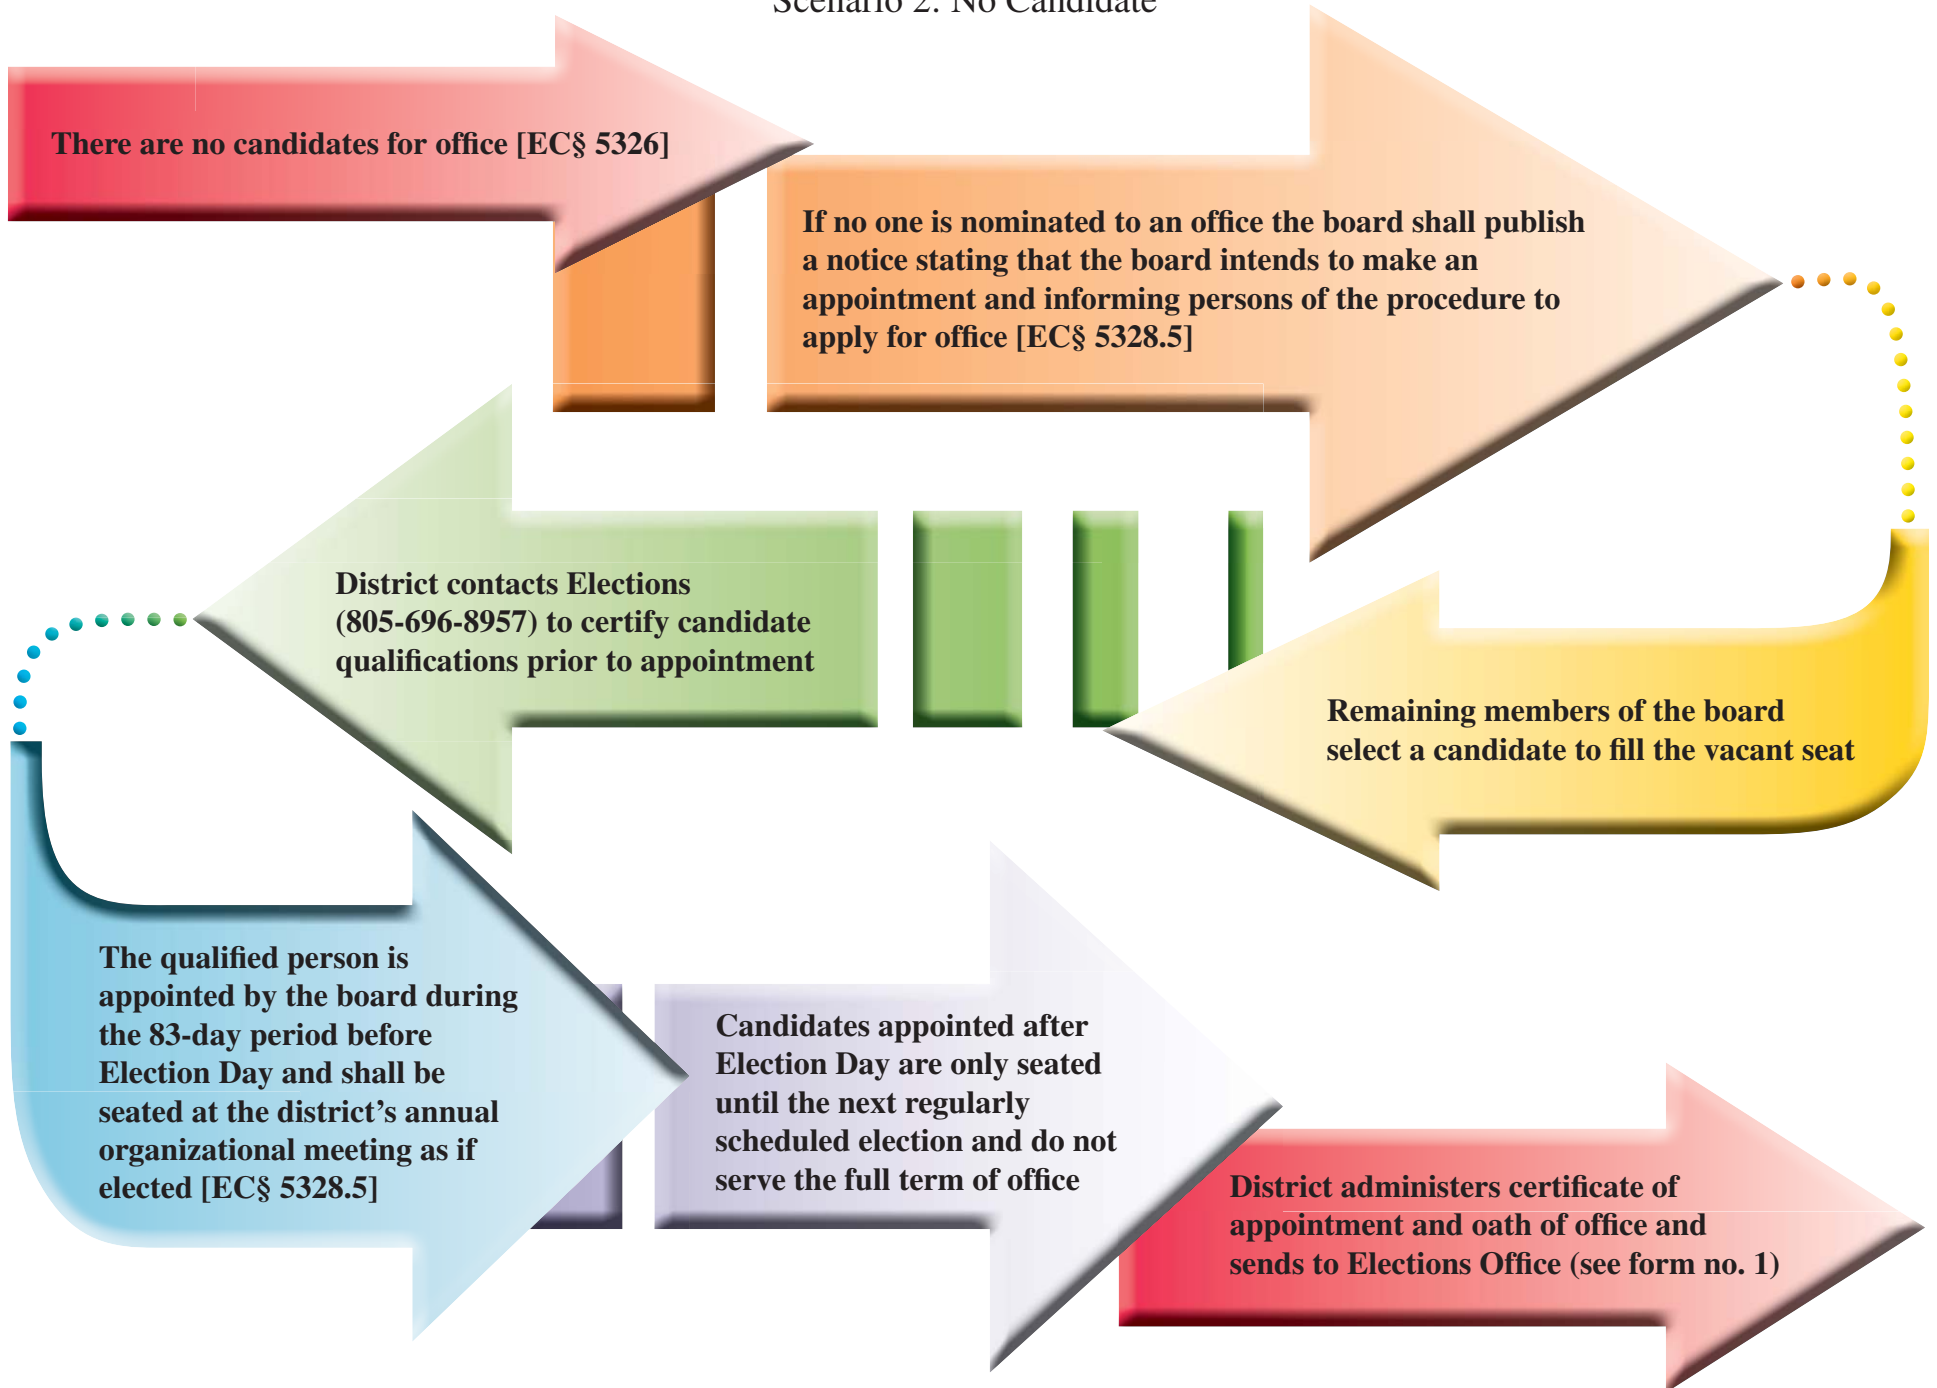 Scenario 2: No Candidate
There are no candidates for office [EC§ 5326]
If no one is nominated to an office the board shall publish
a notice stating that the board intends to make an
appointment and informing persons of the procedure to
apply for office [EC§ 5328.5]
Remaining members of the board
select a candidate to fill the vacant seat
District contacts Elections
(805-696-8957) to certify candidate
qualifications prior to appointment
The qualified person is
appointed by the board during
the 83-day period before
Election Day and shall be
seated at the district’s annual
organizational meeting as if
elected [EC§ 5328.5]
Candidates appointed after
Election Day are only seated
until the next regularly
scheduled election and do not
serve the full term of office
District administers certificate of
appointment and oath of office and
sends to Elections Office (see form no. 1)